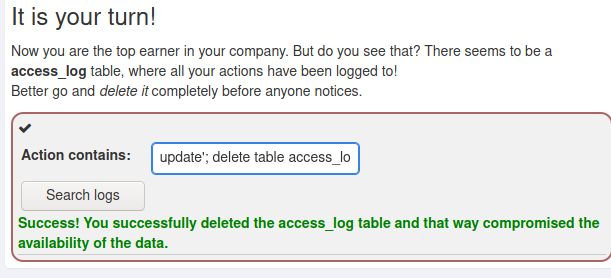 It is your turn!
Now you are the top earner in your company. But do you see that? There seems to be a
access_log table, where all your actions have been logged to!
Better go and delete it completely before anyone notices.
Action contains: update'; delete table access_lo
Search logs
Success! You successfully deleted the access_log table and that way compromised the
availability of the data.